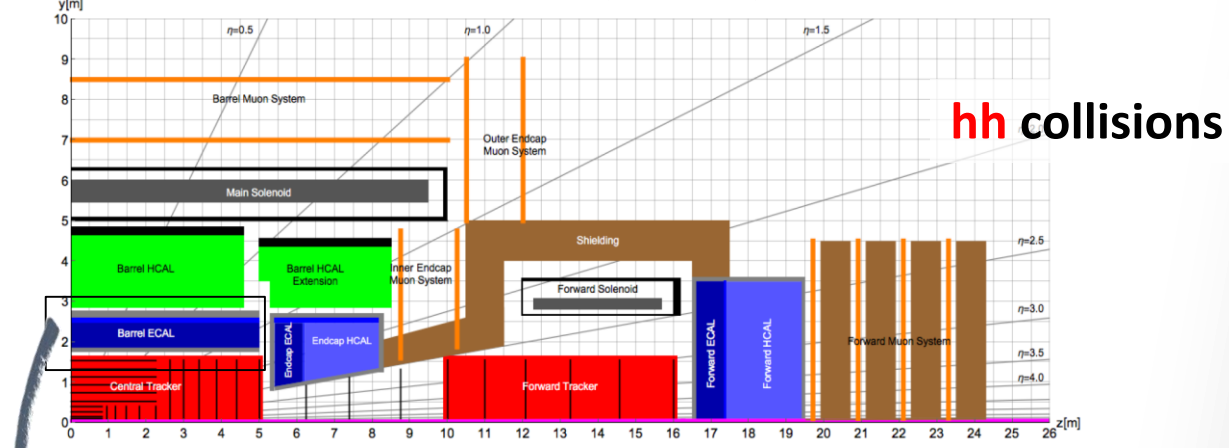 y[m]
10
η=0.5
η=1.0
η=1.5
9
8
Barrel Muon System
hh collisions
7
Outer Endcap
Muon System
6
Main Solenoid
5
Shielding
η=2.5
4
Barrel HCAL
Barrel HCAL
Extension
Inner Endcap
Muon System
Forward Solenoid
3
η=3.0
Barrel ECAL
2
Endcap ECAL
Endcap HCAL
Forward ECAL
Forward HCAL
Forward Muon System
η=3.5
1
Central Tracker
Forward Tracker
η=4.0
0
z[m]
0 1 2 3 4 5 6 7 8 9 10 11 12 13 14 15 16 17 18 19 20 21 22 23 24 25 26